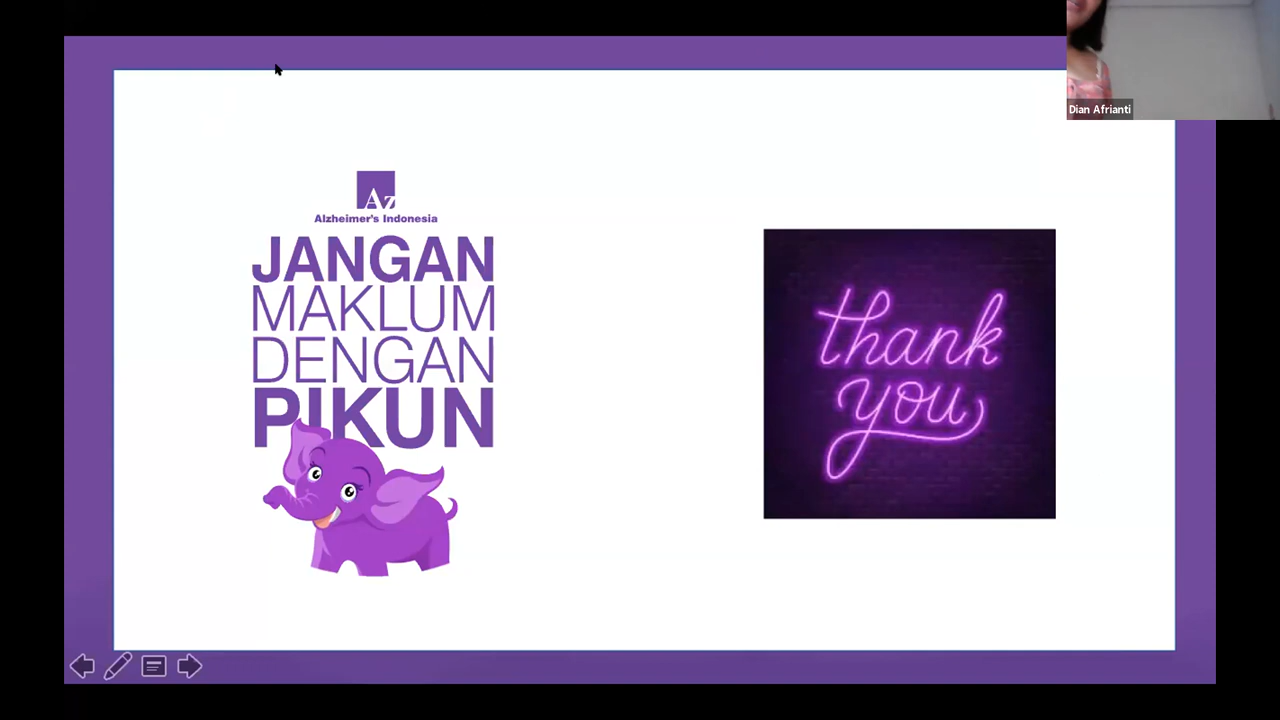 Dian Afrianti
Az
Alzheimer's Indonesia
JANGAN
MAKLUM
DENGAN
PIKUN
thank
you